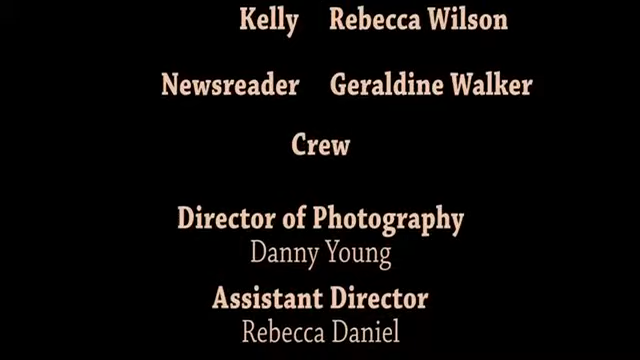 Kelly Rebecca Wilson
Newsreader Geraldine Walker
Crew
Director of Photography
Danny Young
Assistant Director
Rebecca Daniel